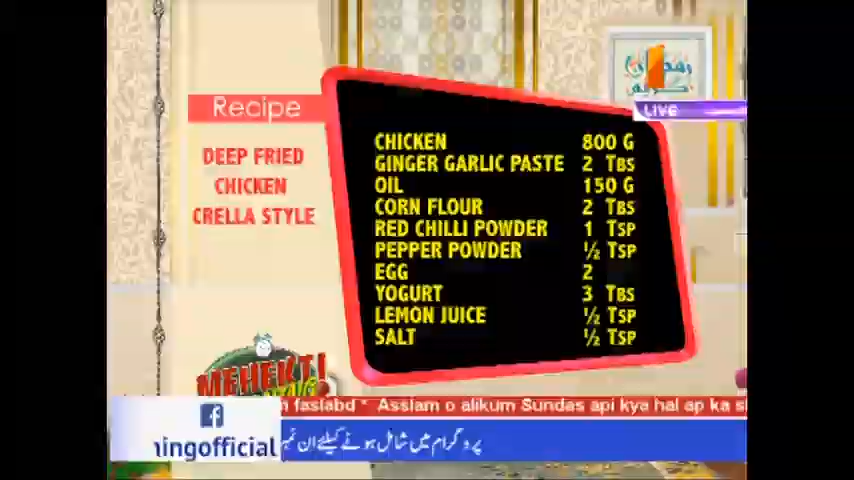 Recipe
DEEP FRIED
CHICKEN
CRELLA STYLE
LIVE
CHICKEN 800 G
GINGER GARLIC PASTE 2 TBS
OIL 150 G
CORN FLOUR 2 TBS
RED CHILLI POWDER 1 TSP
PEPPER POWDER ½ TSP
EGG 2
YOGURT 3 TBS
LEMON JUICE ½ TSP
SALT ½ TSP
MEHEKTI
faslabd * Asslam o alikum Sundas api kya hal ap ka
ningofficial
پروگرام میں شامل ہونے کیلئے ان